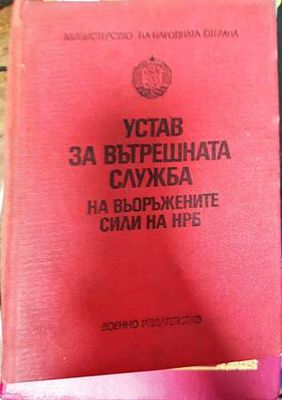 МИНИСТЕРСТВО НА НАРОДНАТА ОТБРАНА
УСТАВ
ЗА ВЪТРЕШНАТА
СЛУЖБА
НА ВЪОРЪЖЕНИТЕ
СИЛИ НА НРБ
ВОЕННО ИЗДАТЕЛСТВО